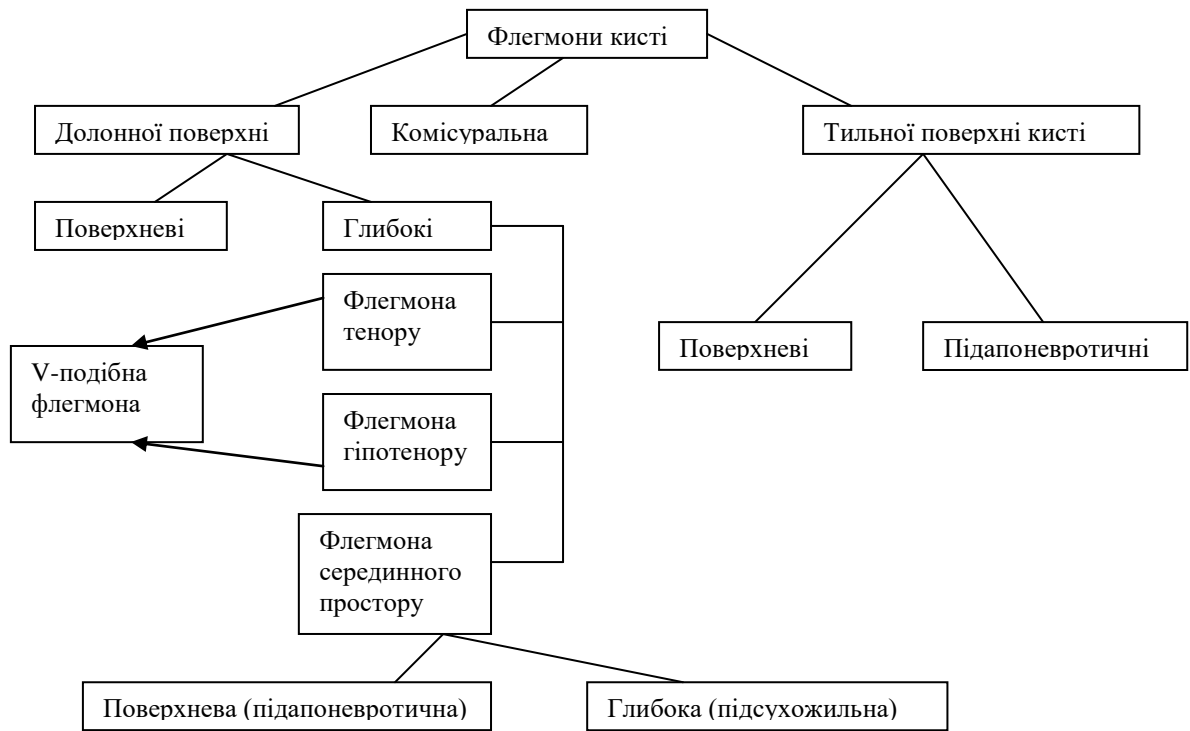 Флегмони кисті
Долонної поверхні
Комісуральна
Тильної поверхні кисті
Поверхневі
Глибокі
Флегмона
тенору
Поверхневі
Підапоневротичні
V-подібна
флегмона
Флегмона
гіпотенору
Флегмона
серединного
простору
Поверхнева (підапоневротична)
Глибока (підсухожильна)